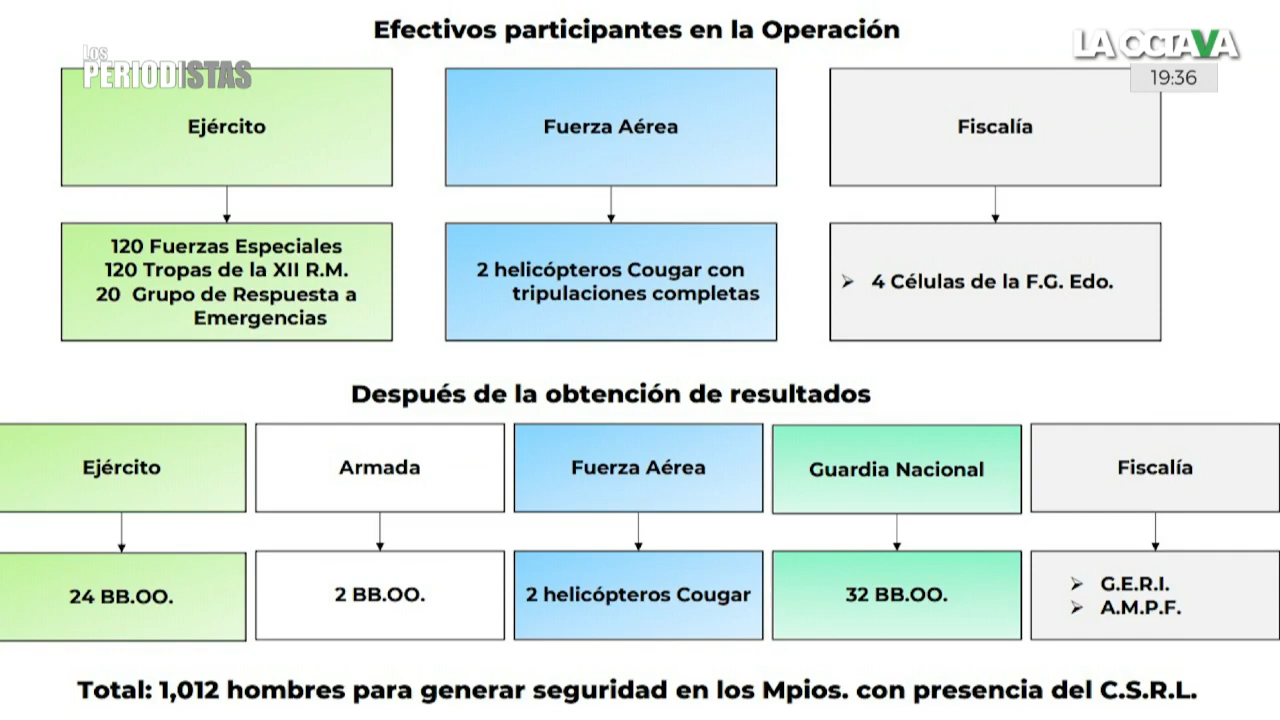 Efectivos participantes en la Operación
Los
PERIODISTAS
LA OCTAVA
19:36
Ejército
Fuerza Aérea
Fiscalía
120 Fuerzas Especiales
120 Tropas de la XII R.M.
20 Grupo de Respuesta a
Emergencias
2 helicópteros Cougar con
tripulaciones completas
➢ 4 Células de la F.G. Edo.
Después de la obtención de resultados
Ejército
Armada
Fuerza Aérea
Guardia Nacional
Fiscalía
24 BB.OO.
2 BB.OO.
2 helicópteros Cougar
32 BB.OO.
➢ G.E.R.I.
➢ A.M.P.F.
Total: 1,012 hombres para generar seguridad en los Mpios. con presencia del C.S.R.L.